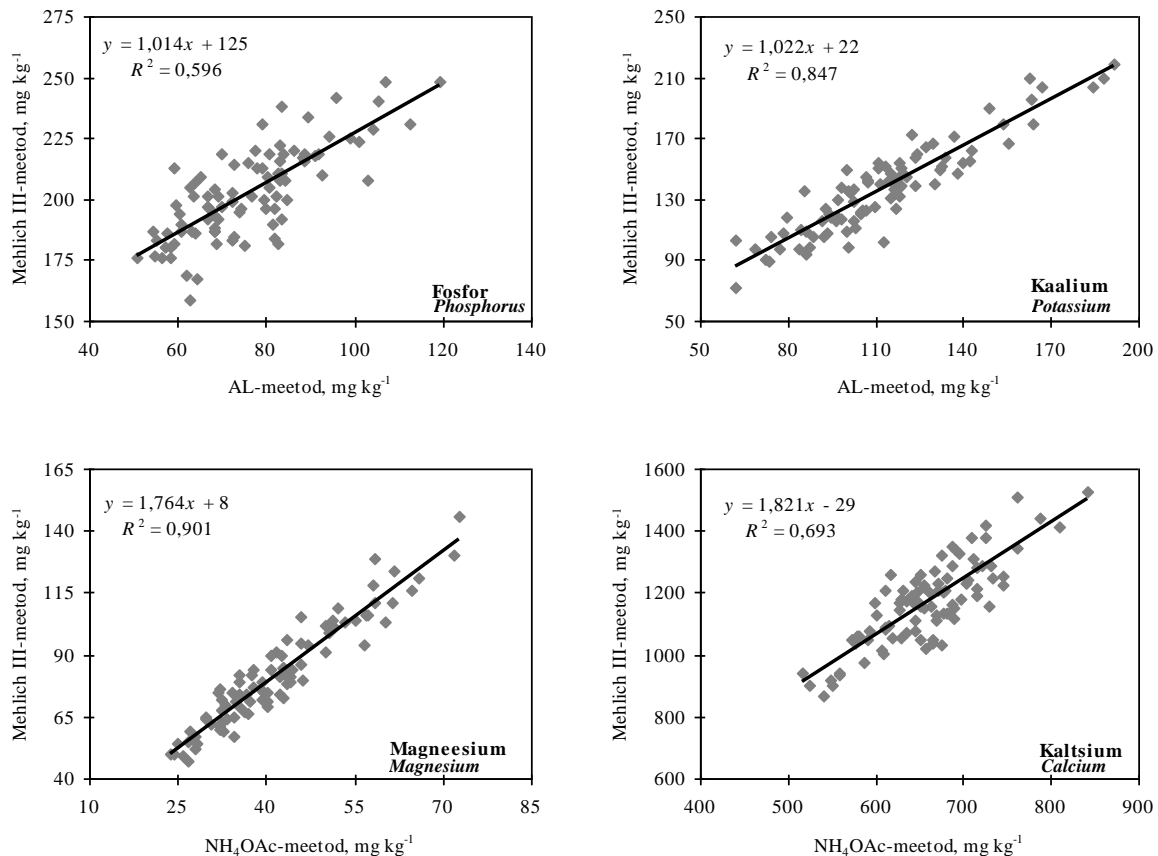 275
250
225
200
175
150
Mehlich III-meetod, mg kg-1
y = 1,014x + 125
R2 = 0,596
Fosfor
Phosphorus
40 60 80 100 120 140
AL-meetod, mg kg-1
250
210
170
130
90
50
Mehlich III-meetod, mg kg-1
y = 1,022x + 22
R2 = 0,847
Kaalium
Potassium
50 80 110 140 170 200
AL-meetod, mg kg-1
165
140
115
90
65
40
Mehlich III-meetod, mg kg-1
y = 1,764x + 8
R2 = 0,901
Magneesium
Magnesium
10 25 40 55 70 85
NH4OAc-meetod, mg kg-1
1600
1400
1200
1000
800
600
Mehlich III-meetod, mg kg-1
y = 1,821x - 29
R2 = 0,693
Kaltsium
Calcium
400 500 600 700 800 900
NH4OAc-meetod, mg kg-1